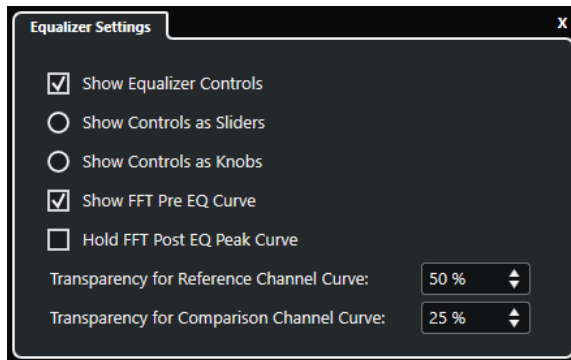 Equalizer Settings
X
Show Equalizer Controls
Show Controls as Sliders
Show Controls as Knobs
Show FFT Pre EQ Curve
Hold FFT Post EQ Peak Curve
Transparency for Reference Channel Curve: 50 %
Transparency for Comparison Channel Curve: 25 %